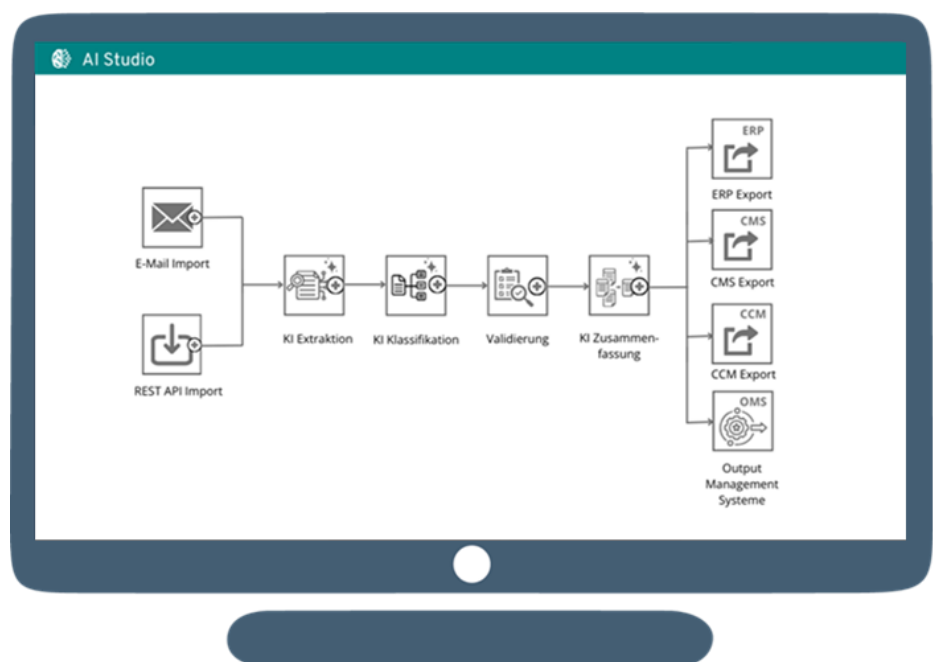 AI Studio
E-Mail Import
REST API Import
KI Extraktion
KI Klassifikation
Validierung
KI Zusammen-
fassung
ERP
ERP Export
CMS
CMS Export
CCM
CCM Export
OMS
Output
Management
Systeme